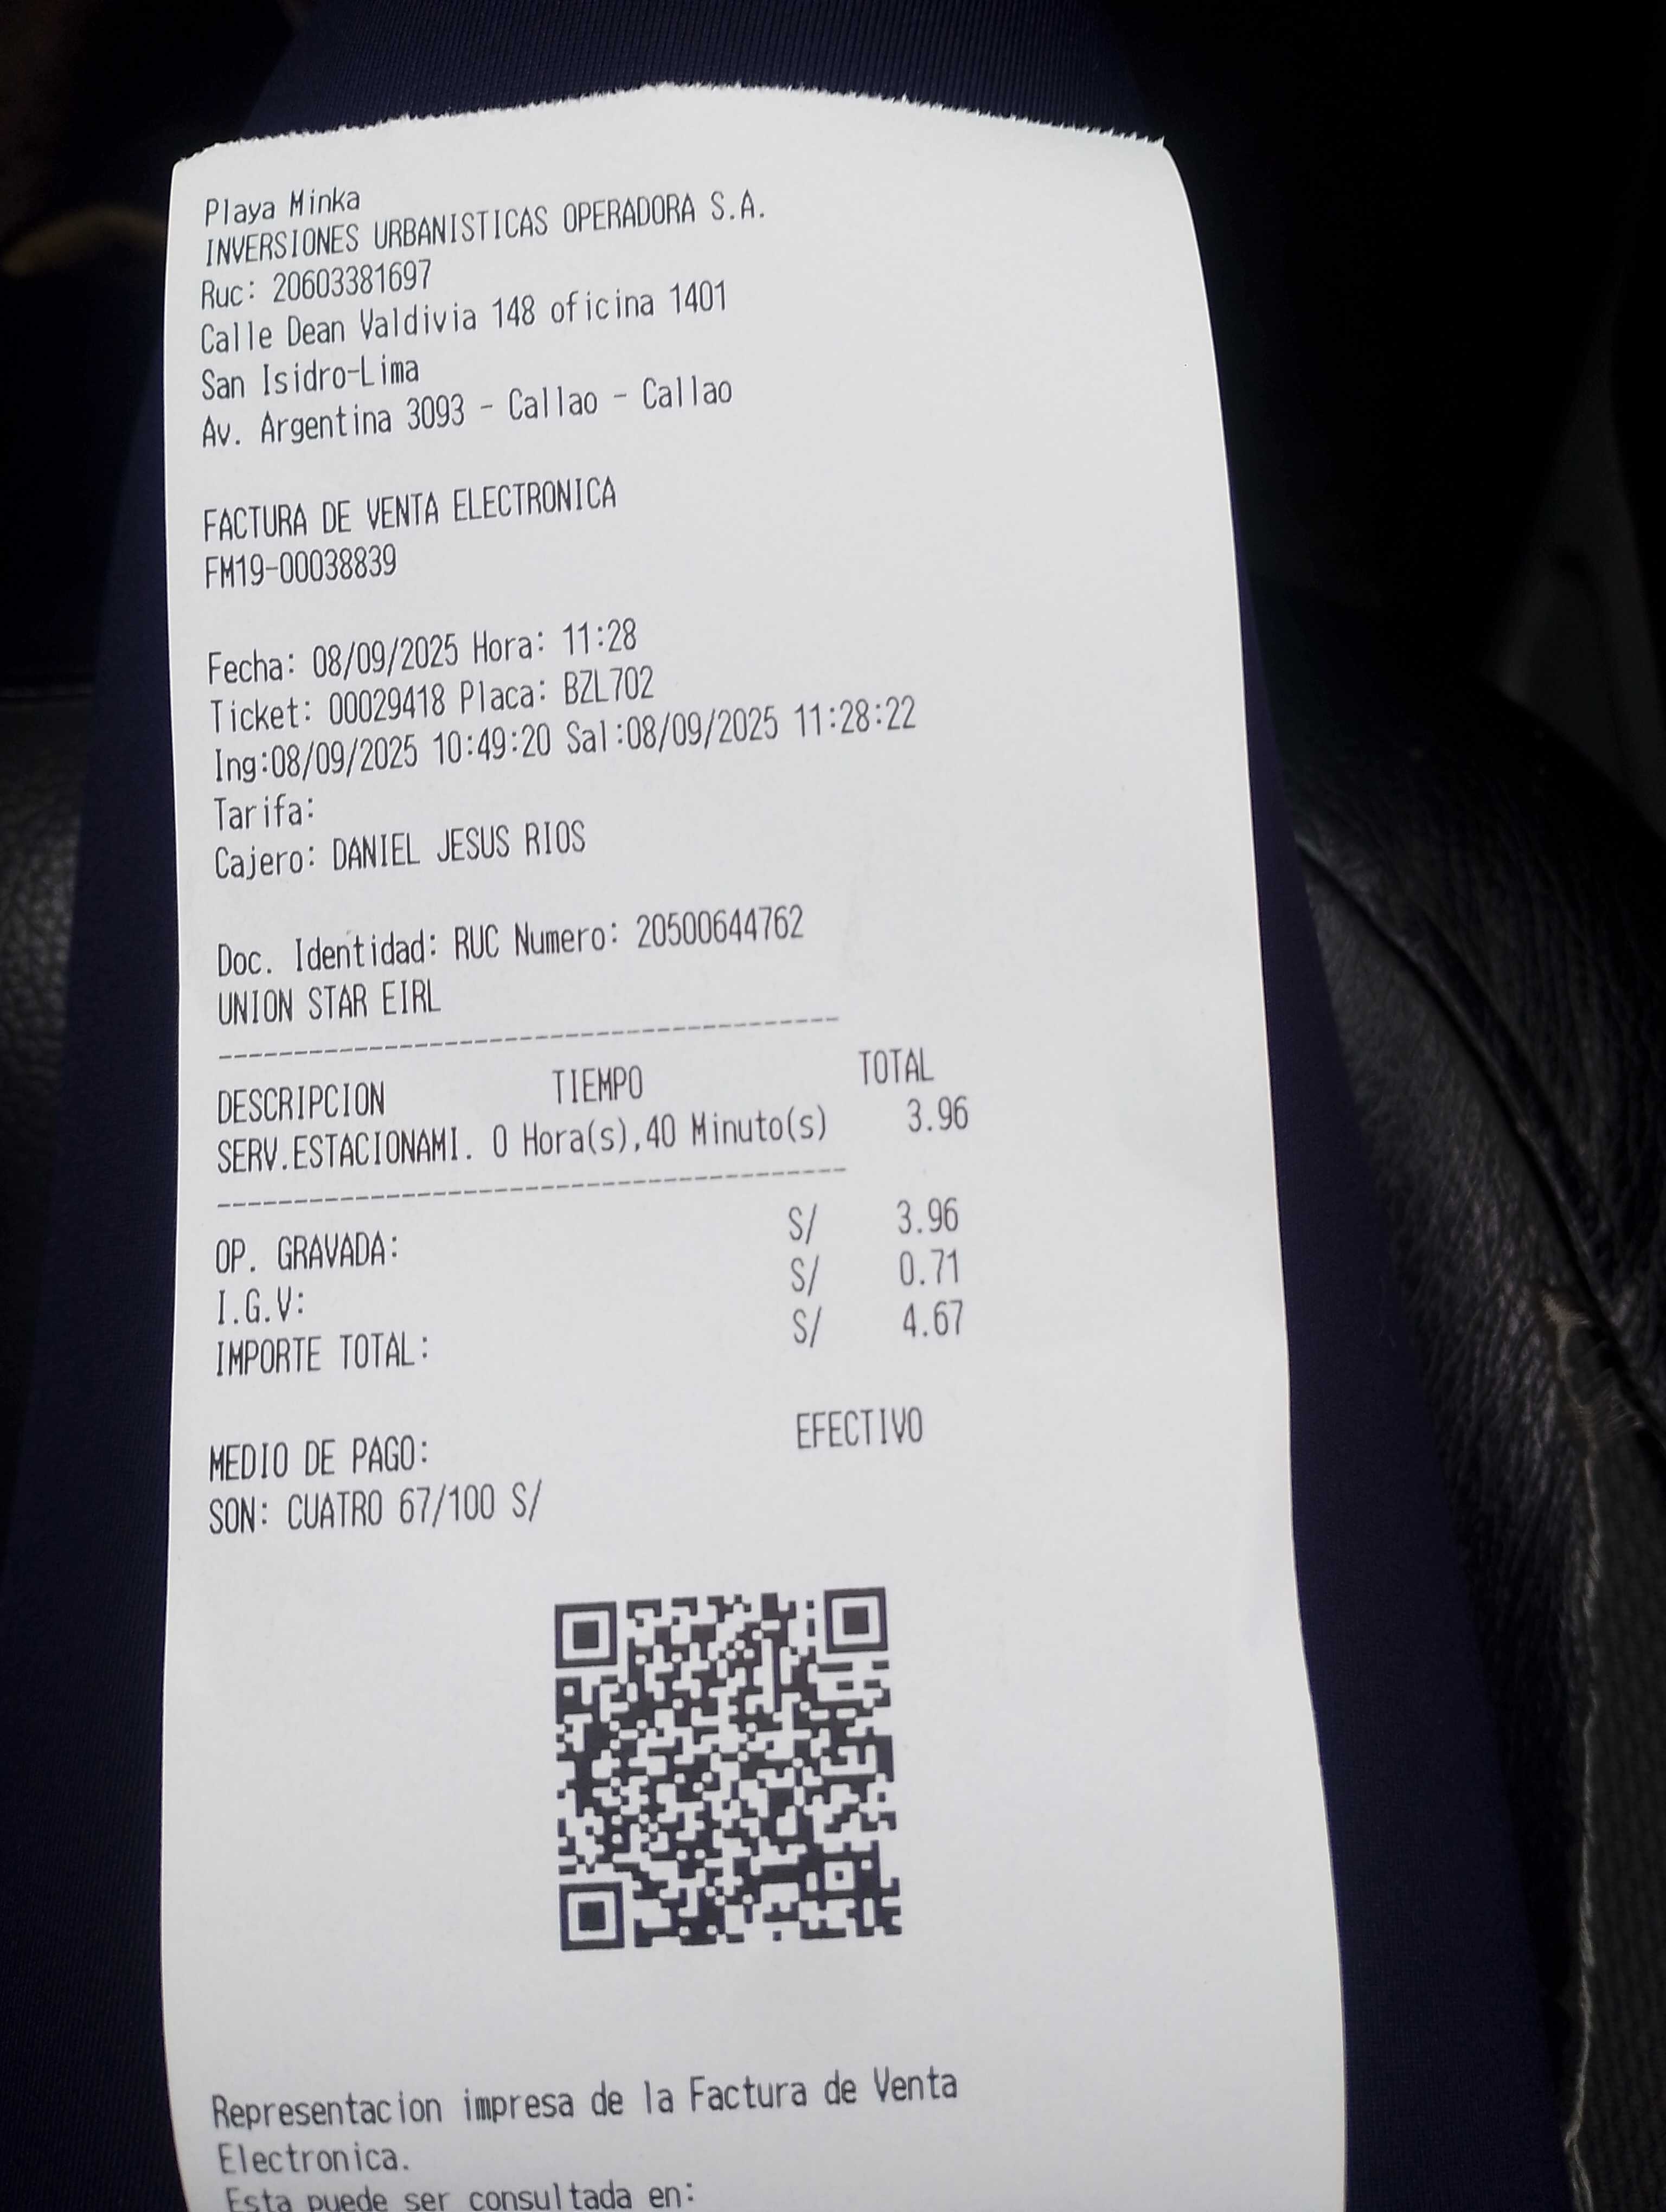 Playa Minka
INVERSIONES URBANISTICAS OPERADORA S.A.
Ruc: 20603381697
Calle Dean Valdivia 148 oficina 1401
San Isidro-Lima
Av. Argentina 3093 - Callao - Callao
FACTURA DE VENTA ELECTRONICA
FM19-00038839
Fecha: 08/09/2025 Hora: 11:28
Ticket: 00029418 Placa: BZL702
Ing:08/09/2025 10:49:20 Sal:08/09/2025 11:28:22
Tarifa:
Cajero: DANIEL JESUS RIOS
Doc. Identidad: RUC Numero: 20500644762
UNION STAR EIRL
DESCRIPCION TIEMPO TOTAL
SERV.ESTACIONAMI. 0 Hora(s),40 Minuto(s) 3.96
OP. GRAVADA: S/ 3.96
I.G.V: S/ 0.71
IMPORTE TOTAL: S/ 4.67
MEDIO DE PAGO: EFECTIVO
SON: CUATRO 67/100 S/
Representacion impresa de la Factura de Venta
Electronica.
Esta puede ser consultada en: